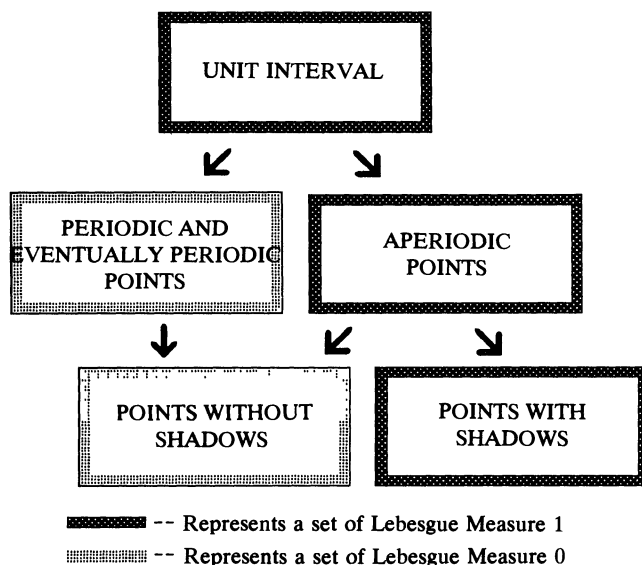 UNIT INTERVAL
PERIODIC AND
EVENTUALLY PERIODIC
POINTS
APERIODIC
POINTS
POINTS WITHOUT
SHADOWS
POINTS WITH
SHADOWS
-- Represents a set of Lebesgue Measure 1
-- Represents a set of Lebesgue Measure 0